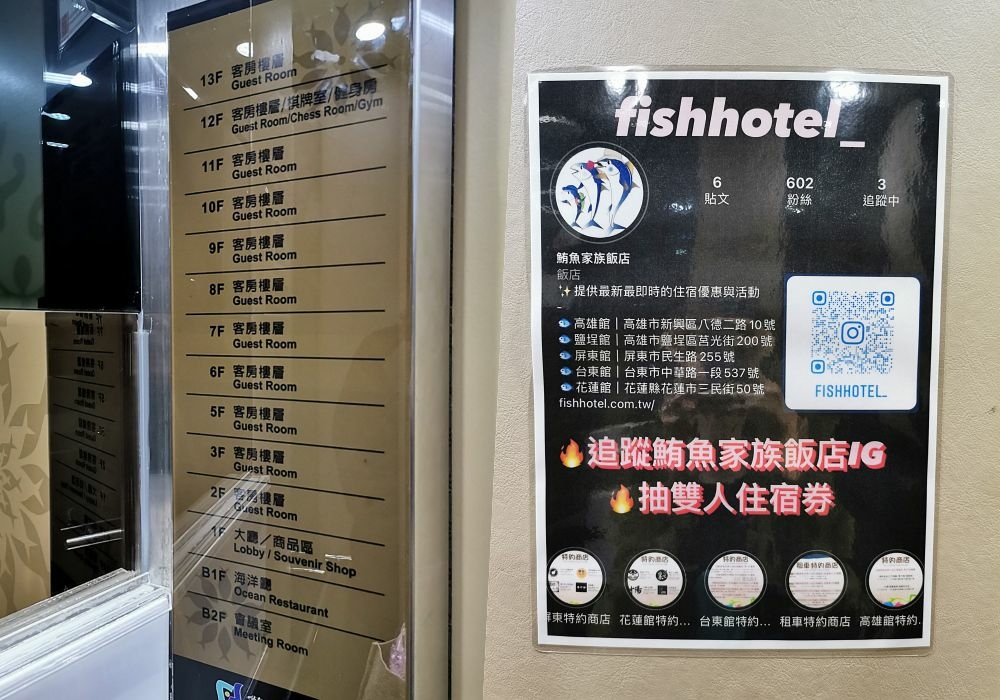 13F 客房樓層
Guest Room
12F 客房樓層/棋牌室/健身房
Guest Room/Chess Room/Gym
11F 客房樓層
Guest Room
10F 客房樓層
Guest Room
9F 客房樓層
Guest Room
8F 客房樓層
Guest Room
7F 客房樓層
Guest Room
6F 客房樓層
Guest Room
5F 客房樓層
Guest Room
3F 客房樓層
Guest Room
2F 客房樓層
Guest Room
1F 大廳/商品區
Lobby / Souvenir Shop
B1F 海洋廳
Ocean Restaurant
B2F 會議室
Meeting Room
fishhotel_
6 602 3
貼文 粉絲 追蹤中
鮪魚家族飯店
飯店
✨提供最新最即時的住宿優惠與活動
高雄館｜高雄市新興區八德二路10號
鹽埕館｜高雄市鹽埕區莒光街200號
屏東館｜屏東市民生路255號
台東館｜台東市中華路一段537號
花蓮館｜花蓮縣花蓮市三民街50號
fishhotel.com.tw/
FISHHOTEL_
🔥追蹤鮪魚家族飯店IG
🔥抽雙人住宿券
特約商店 特約商店 特約商店 租車特約商店 特約商店
屏東特約商店 花蓮館特約... 台東館特約... 租車特約商店 高雄館特約.